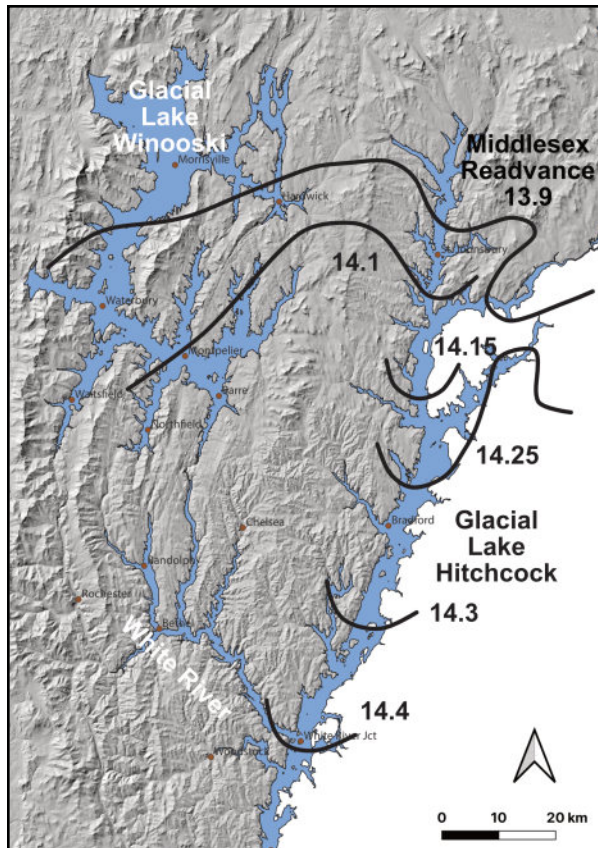 Glacial
Lake
Winooski
Morrisville
Middlesex
Readvance
13.9
Hardwick
St Johnsbury
14.1
Waterbury
14.15
Montpelier
Waitsfield
Barre
Northfield
14.25
Bradford
Chelsea
Glacial
Lake
Hitchcock
Randolph
Rochester
14.3
Bethel
White River
14.4
White River Jct
Woodstock
0
10
20 km